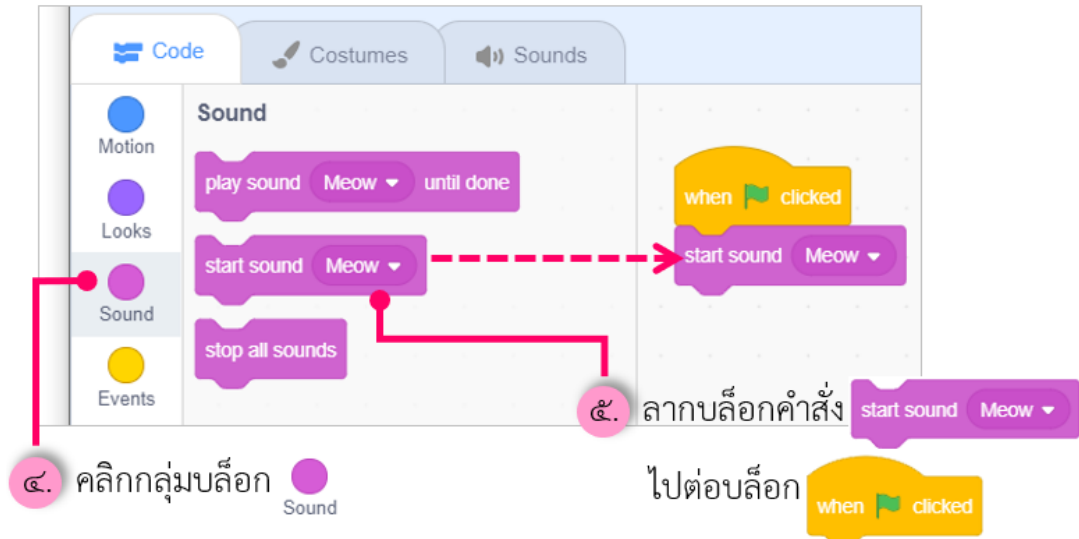 Code Costumes Sounds
Motion
Looks
Sound
Events
Sound
play sound Meow until done
start sound Meow
stop all sounds
when clicked
start sound Meow
๔. คลิกกลุ่มบล็อก Sound
๕. ลากบล็อกคำสั่ง start sound Meow
ไปต่อบล็อก when clicked